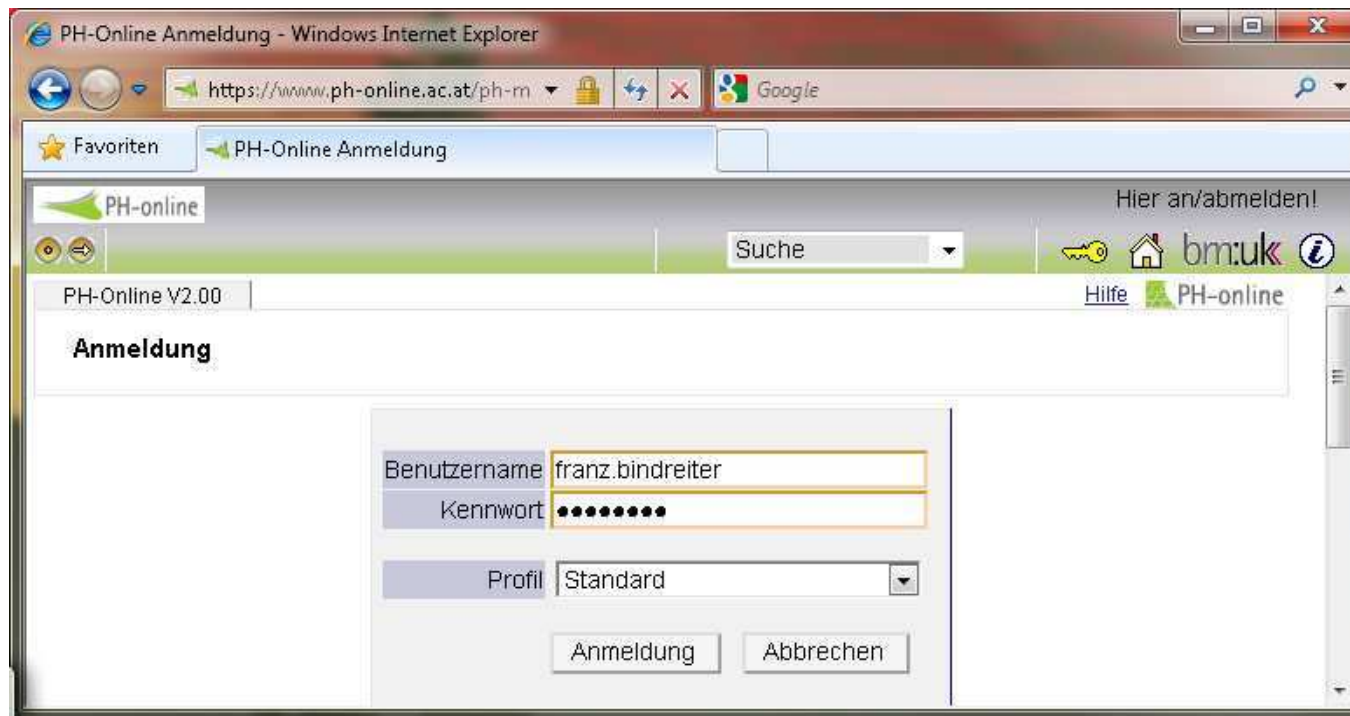 PH-Online Anmeldung - Windows Internet Explorer
https://www.ph-online.ac.at/ph-m Google
Favoriten PH-Online Anmeldung
PH-online Hier an/abmelden!
Suche bm:uk
PH-Online V2.00 Hilfe PH-online
Anmeldung
Benutzername franz.bindreiter
Kennwort ●●●●●●●●
Profil Standard
Anmeldung Abbrechen